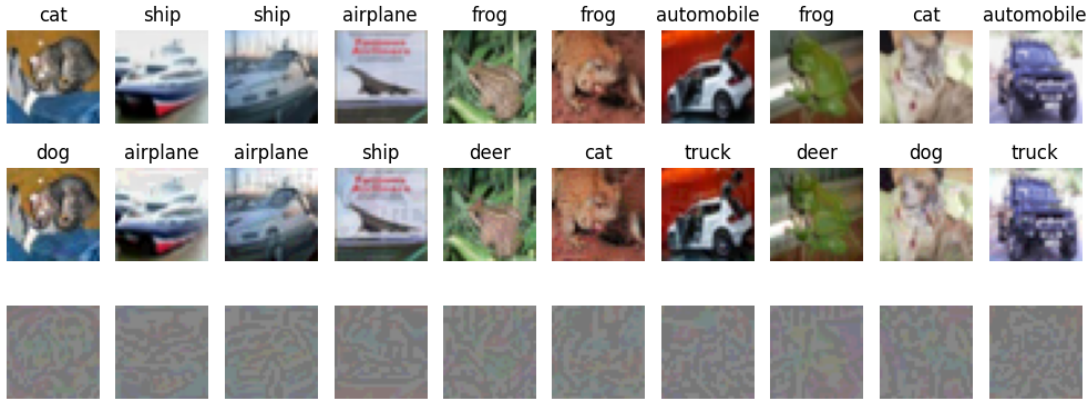 cat ship ship airplane frog frog automobile frog cat automobile
dog airplane airplane ship deer cat truck deer dog truck